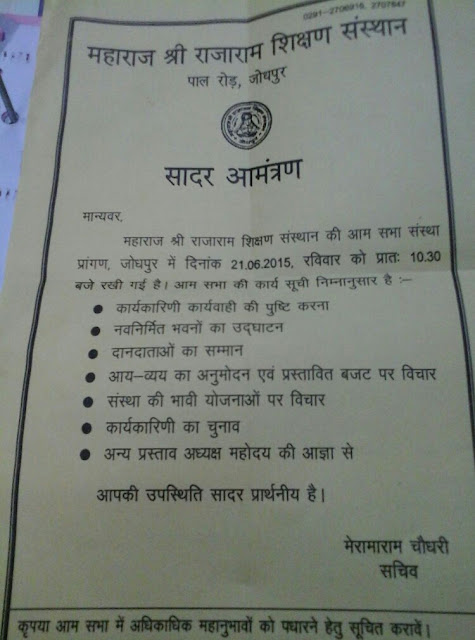 0291-2706916, 2707647
महाराज श्री राजाराम शिक्षण संस्थान
पाल रोड़, जोधपुर
सादर आमंत्रण
मान्यवर,
महाराज श्री राजाराम शिक्षण संस्थान की आम सभा संस्था
प्रांगण, जोधपुर में दिनांक 21.06.2015, रविवार को प्रातः 10.30
बजे रखी गई है। आम सभा की कार्य सूची निम्नानुसार है :–
● कार्यकारिणी कार्यवाही की पुष्टि करना
● नवनिर्मित भवनों का उद्घाटन
● दानदाताओं का सम्मान
● आय–व्यय का अनुमोदन एवं प्रस्तावित बजट पर विचार
● संस्था की भावी योजनाओं पर विचार
● कार्यकारिणी का चुनाव
● अन्य प्रस्ताव अध्यक्ष महोदय की आज्ञा से
आपकी उपस्थिति सादर प्रार्थनीय है।
मेरामाराम चौधरी
सचिव
कृपया आम सभा में अधिकाधिक महानुभावों को पधारने हेतु सूचित करावें।